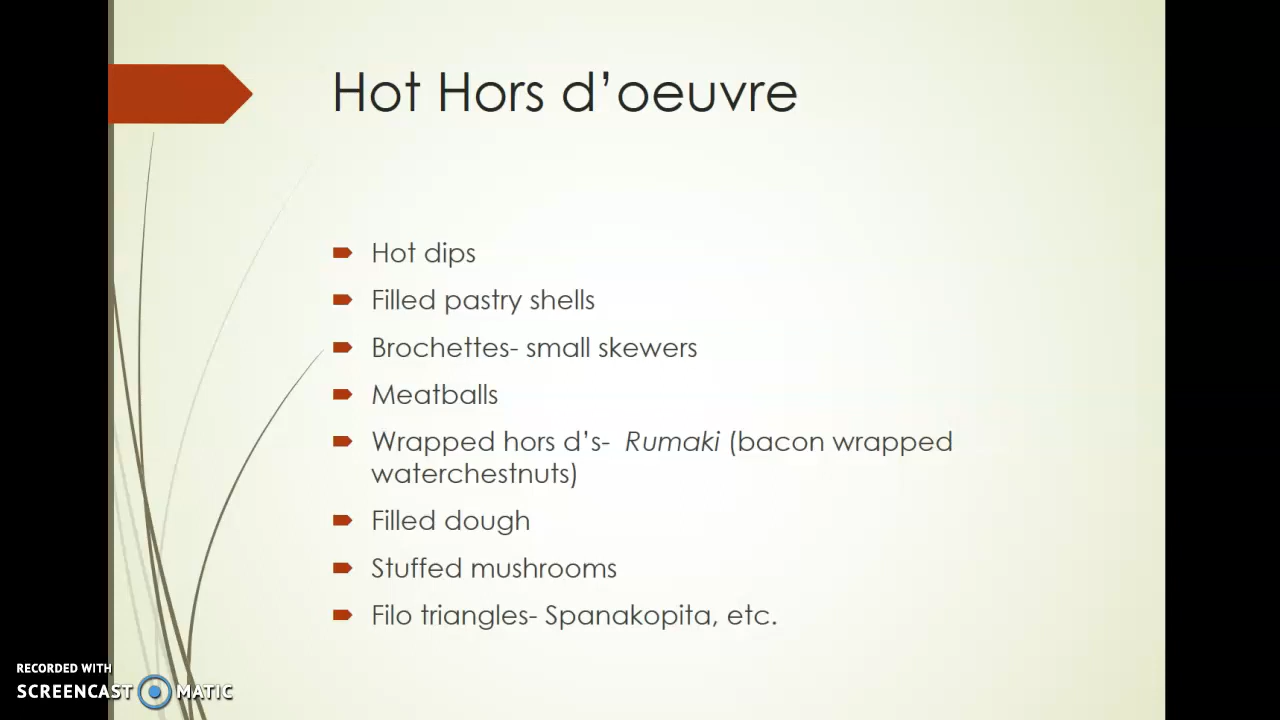 Hot Hors d’oeuvre
Hot dips
Filled pastry shells
Brochettes- small skewers
Meatballs
Wrapped hors d’s- Rumaki (bacon wrapped
waterchestnuts)
Filled dough
Stuffed mushrooms
Filo triangles- Spanakopita, etc.
RECORDED WITH
SCREENCAST MATIC